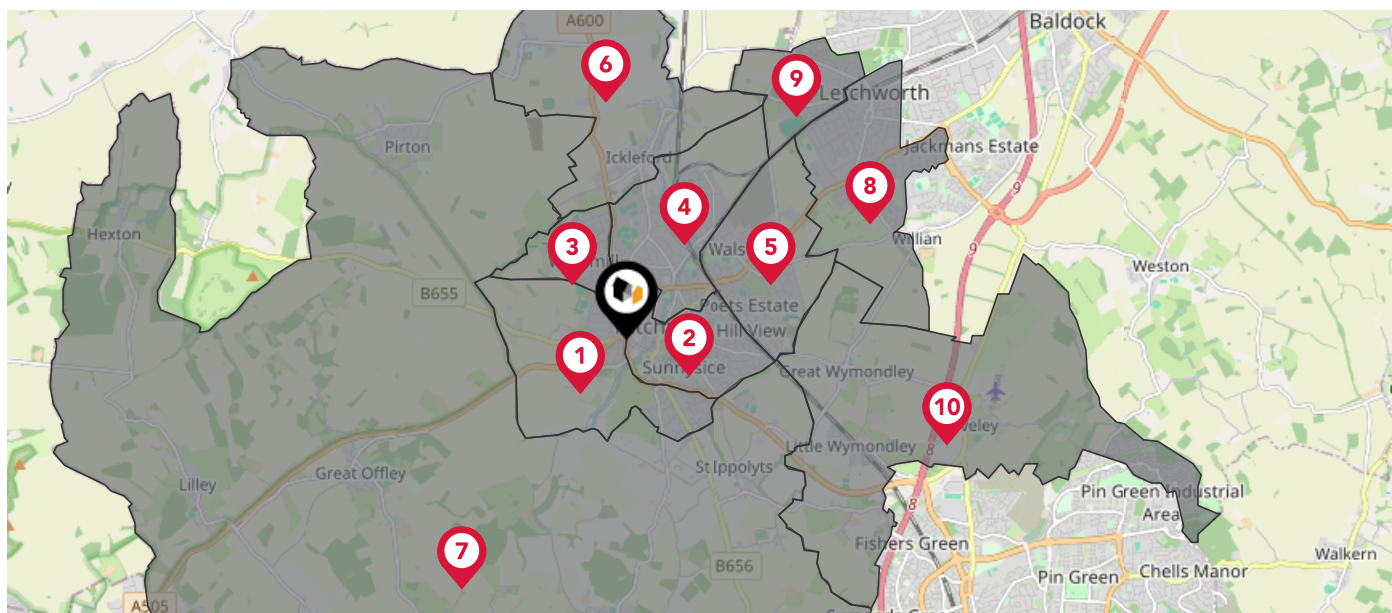 A600
Baldock
6
9
Letchworth
Pirton
Ickleford
Jackmans Estate
9
8
4
Hexton
3
5
Willian
9
Weston
B655
Poets Estate
2
Hill View
1
Sunnyside
Great Wymondley
10
Little Wymondley
8
St Ippolyts
Great Offley
Lilley
Pin Green Industrial
Area
8
7
Fishers Green
B656
Walkern
Pin Green
Chells Manor
A505